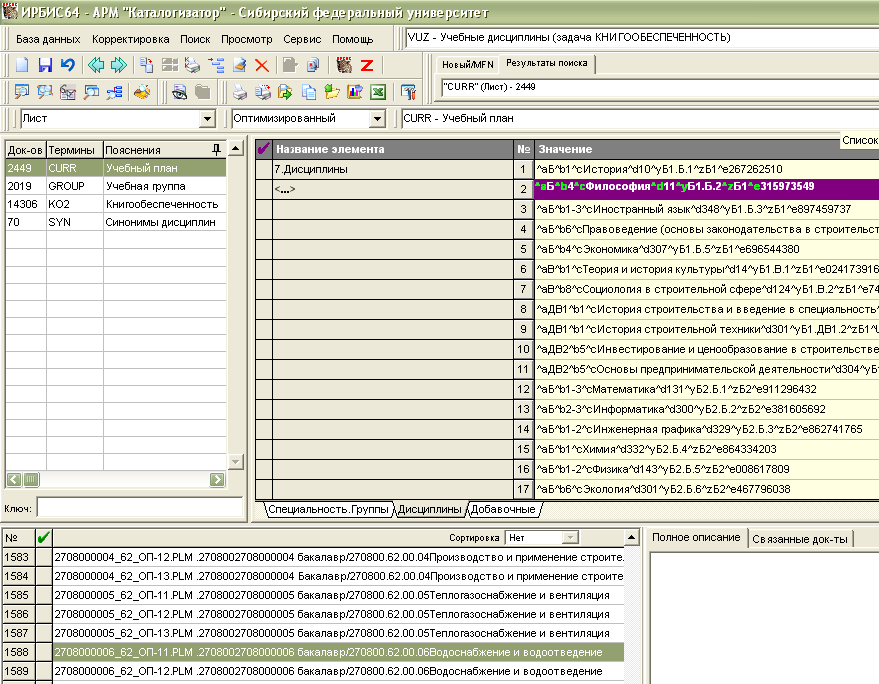 ИРБИС64 - АРМ "Каталогизатор" - Сибирский федеральный университет
База данных Корректировка Поиск Просмотр Сервис Помощь
VUZ - Учебные дисциплины (задача КНИГООБЕСПЕЧЕННОСТЬ)
Новый/MFN Результаты поиска
"CURR" (Лист) - 2449
Лист Оптимизированный CURR - Учебный план
Список
Док-ов Термины Пояснения
2449 CURR Учебный план
2019 GROUP Учебная группа
14306 KO2 Книгообеспеченность
70 SYN Синонимы дисциплин
Ключ:
Название элемента № Значение
7.Дисциплины 1 ^aБ^b1^cИстория^d10^yБ1.Б.1^zБ1^e267262510
<...> 2 ^aБ^b4^cФилософия^d11^yБ1.Б.2^zБ1^e315973549
3 ^aБ^b1-3^cИностранный язык^d348^yБ1.Б.3^zБ1^e897459737
4 ^aБ^b6^cПравоведение (основы законодательства в строительст
5 ^aБ^b4^cЭкономика^d307^yБ1.Б.5^zБ1^e696544380
6 ^aВ^b1^cТеория и история культуры^d14^yБ1.В.1^zБ1^e024173916
7 ^aВ^b8^cСоциология в строительной сфере^d124^yБ1.В.2^zБ1^e74
8 ^aДВ1^b1^cИстория строительства и введение в специальность^
9 ^aДВ1^b1^cИстория строительной техники^d301^yБ1.ДВ1.2^zБ1^
10 ^aДВ2^b5^cИнвестирование и ценообразование в строительстве
11 ^aДВ2^b5^cОсновы предпринимательской деятельности^d304^yБ1
12 ^aБ^b1-3^cМатематика^d131^yБ2.Б.1^zБ2^e911296432
13 ^aБ^b2-3^cИнформатика^d300^yБ2.Б.2^zБ2^e381605692
14 ^aБ^b1-2^cИнженерная графика^d329^yБ2.Б.3^zБ2^e862741765
15 ^aБ^b1^cХимия^d332^yБ2.Б.4^zБ2^e864334203
16 ^aБ^b1-2^cФизика^d143^yБ2.Б.5^zБ2^e008617809
17 ^aБ^b6^cЭкология^d301^yБ2.Б.6^zБ2^e467796038
Специальность.Группы Дисциплины Добавочные
№ Сортировка Нет
1583 2708000004_62_ОП-12.PLM .2708002708000004 бакалавр/270800.62.00.04Производство и применение строите.
1584 2708000004_62_ОП-13.PLM .2708002708000004 бакалавр/270800.62.00.04Производство и применение строите
1585 2708000005_62_ОП-11.PLM .2708002708000005 бакалавр/270800.62.00.05Теплогазоснабжение и вентиляция
1586 2708000005_62_ОП-12.PLM .2708002708000005 бакалавр/270800.62.00.05Теплогазоснабжение и вентиляция
1587 2708000005_62_ОП-13.PLM .2708002708000005 бакалавр/270800.62.00.05Теплогазоснабжение и вентиляция
1588 2708000006_62_ОП-11.PLM .2708002708000006 бакалавр/270800.62.00.06Водоснабжение и водоотведение
1589 2708000006_62_ОП-12.PLM .2708002708000006 бакалавр/270800.62.00.06Водоснабжение и водоотведение
Полное описание Связанные док-ты